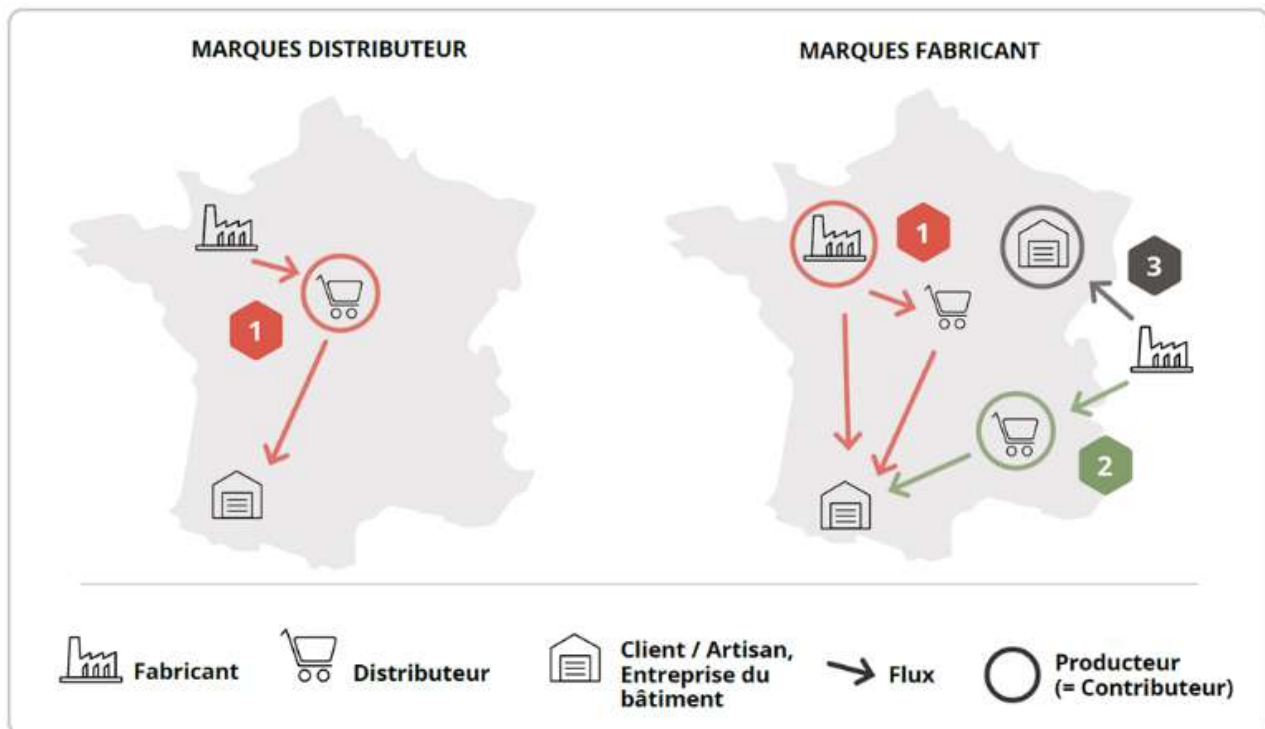 MARQUES DISTRIBUTEUR
MARQUES FABRICANT
1
1
3
2
Fabricant
Distributeur
Client / Artisan,
Entreprise du
bâtiment
Flux
Producteur
(= Contributeur)